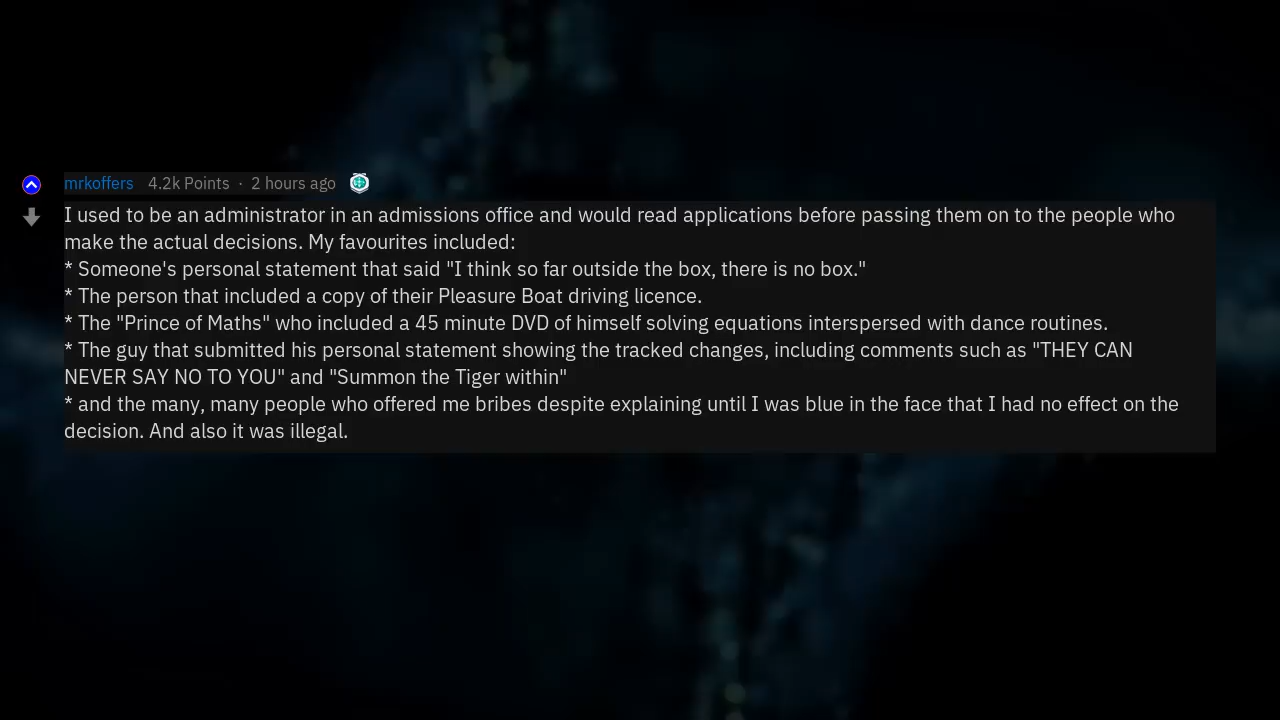 mrkoffers 4.2k Points · 2 hours ago
I used to be an administrator in an admissions office and would read applications before passing them on to the people who
make the actual decisions. My favourites included:
* Someone's personal statement that said "I think so far outside the box, there is no box."
* The person that included a copy of their Pleasure Boat driving licence.
* The "Prince of Maths" who included a 45 minute DVD of himself solving equations interspersed with dance routines.
* The guy that submitted his personal statement showing the tracked changes, including comments such as "THEY CAN
NEVER SAY NO TO YOU" and "Summon the Tiger within"
* and the many, many people who offered me bribes despite explaining until I was blue in the face that I had no effect on the
decision. And also it was illegal.